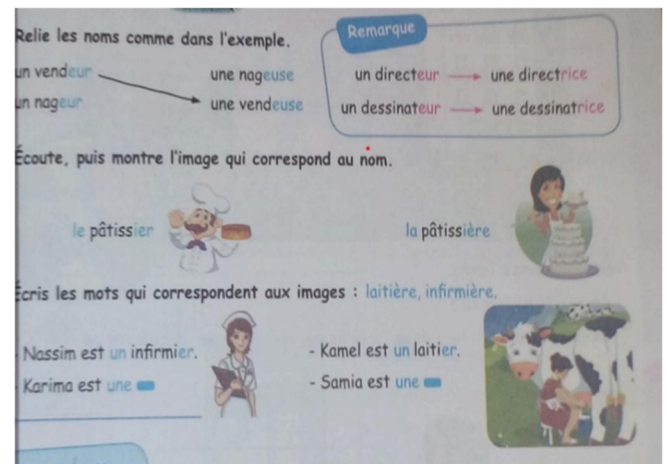 Relie les noms comme dans l'exemple.
Remarque
un vendeur
une nageuse
un nageur
une vendeuse
un directeur → une directrice
un dessinateur → une dessinatrice
Écoute, puis montre l'image qui correspond au nom.
le pâtissier
la pâtissière
Écris les mots qui correspondent aux images : laitière, infirmière.
- Nassim est un infirmier.
- Karima est une
- Kamel est un laitier.
- Samia est une